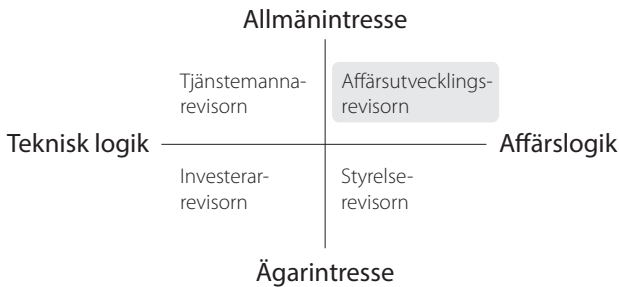 Allmänintresse
Tjänstemanna-
revisorn
Affärsutvecklings-
revisorn
Teknisk logik
Affärslogik
Investerar-
revisorn
Styrelse-
revisorn
Ägarintresse